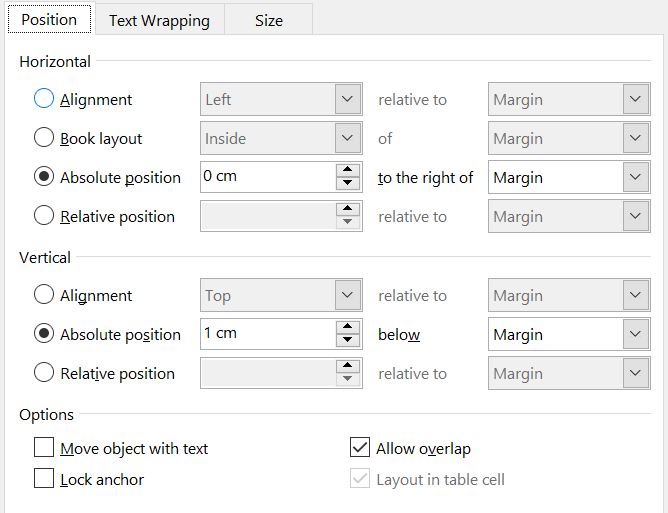 Position Text Wrapping Size
Horizontal
Alignment Left relative to Margin
Book layout Inside of Margin
Absolute position 0 cm to the right of Margin
Relative position relative to Margin
Vertical
Alignment Top relative to Margin
Absolute position 1 cm below Margin
Relative position relative to Margin
Options
Move object with text Allow overlap
Lock anchor Layout in table cell